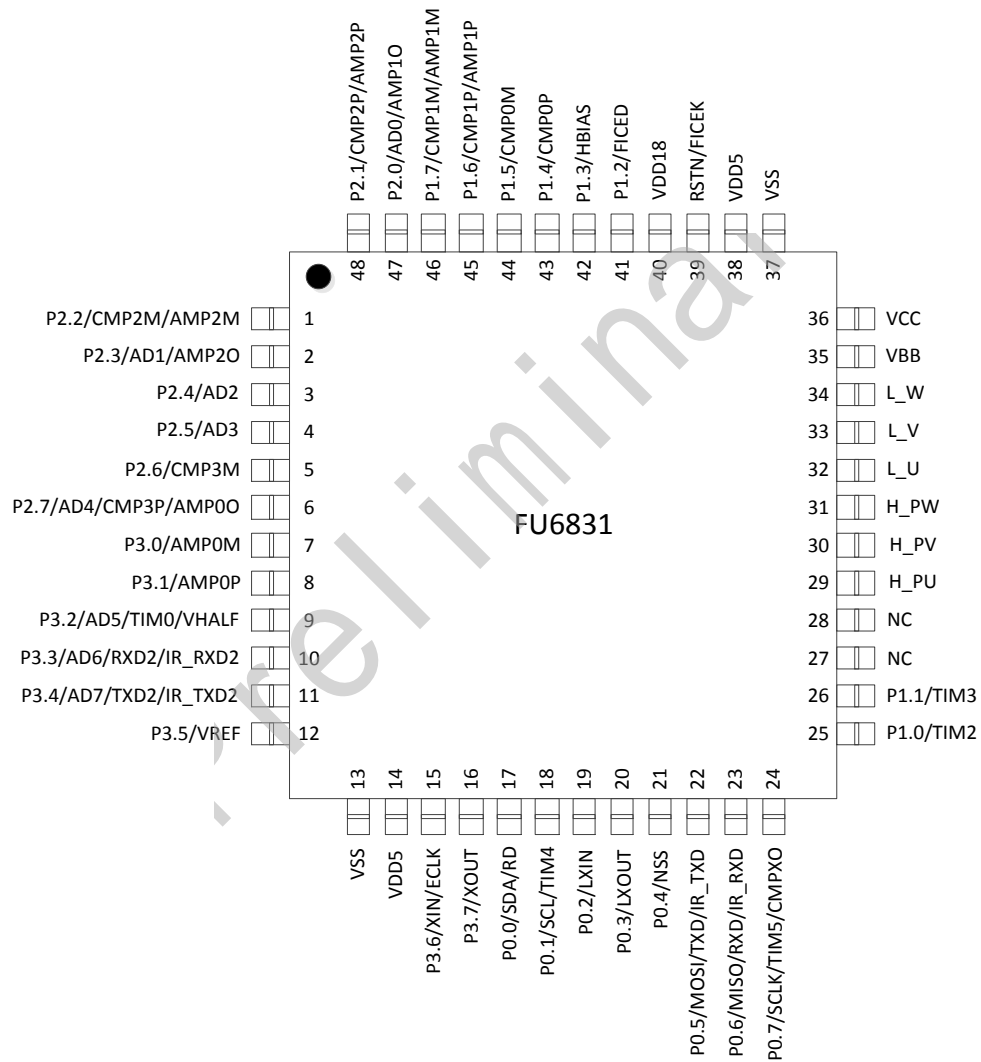 P2.1/CMP2P/AMP2P
P2.0/AD0/AMP1O
P1.7/CMP1M/AMP1M
P1.6/CMP1P/AMP1P
P1.5/CMP0M
P1.4/CMP0P
P1.3/HBIAS
P1.2/FICED
VDD18
RSTN/FICEK
VDD5
VSS
48
47
46
45
44
43
42
41
40
39
38
37
P2.2/CMP2M/AMP2M 1
P2.3/AD1/AMP2O 2
P2.4/AD2 3
P2.5/AD3 4
P2.6/CMP3M 5
P2.7/AD4/CMP3P/AMP0O 6
P3.0/AMP0M 7
P3.1/AMP0P 8
P3.2/AD5/TIM0/VHALF 9
P3.3/AD6/RXD2/IR_RXD2 10
P3.4/AD7/TXD2/IR_TXD2 11
P3.5/VREF 12
FU6831
reliminar
36 VCC
35 VBB
34 L_W
33 L_V
32 L_U
31 H_PW
30 H_PV
29 H_PU
28 NC
27 NC
26 P1.1/TIM3
25 P1.0/TIM2
13
14
15
16
17
18
19
20
21
22
23
24
VSS
VDD5
P3.6/XIN/ECLK
P3.7/XOUT
P0.0/SDA/RD
P0.1/SCL/TIM4
P0.2/LXIN
P0.3/LXOUT
P0.4/NSS
P0.5/MOSI/TXD/IR_TXD
P0.6/MISO/RXD/IR_RXD
P0.7/SCLK/TIM5/CMPXO